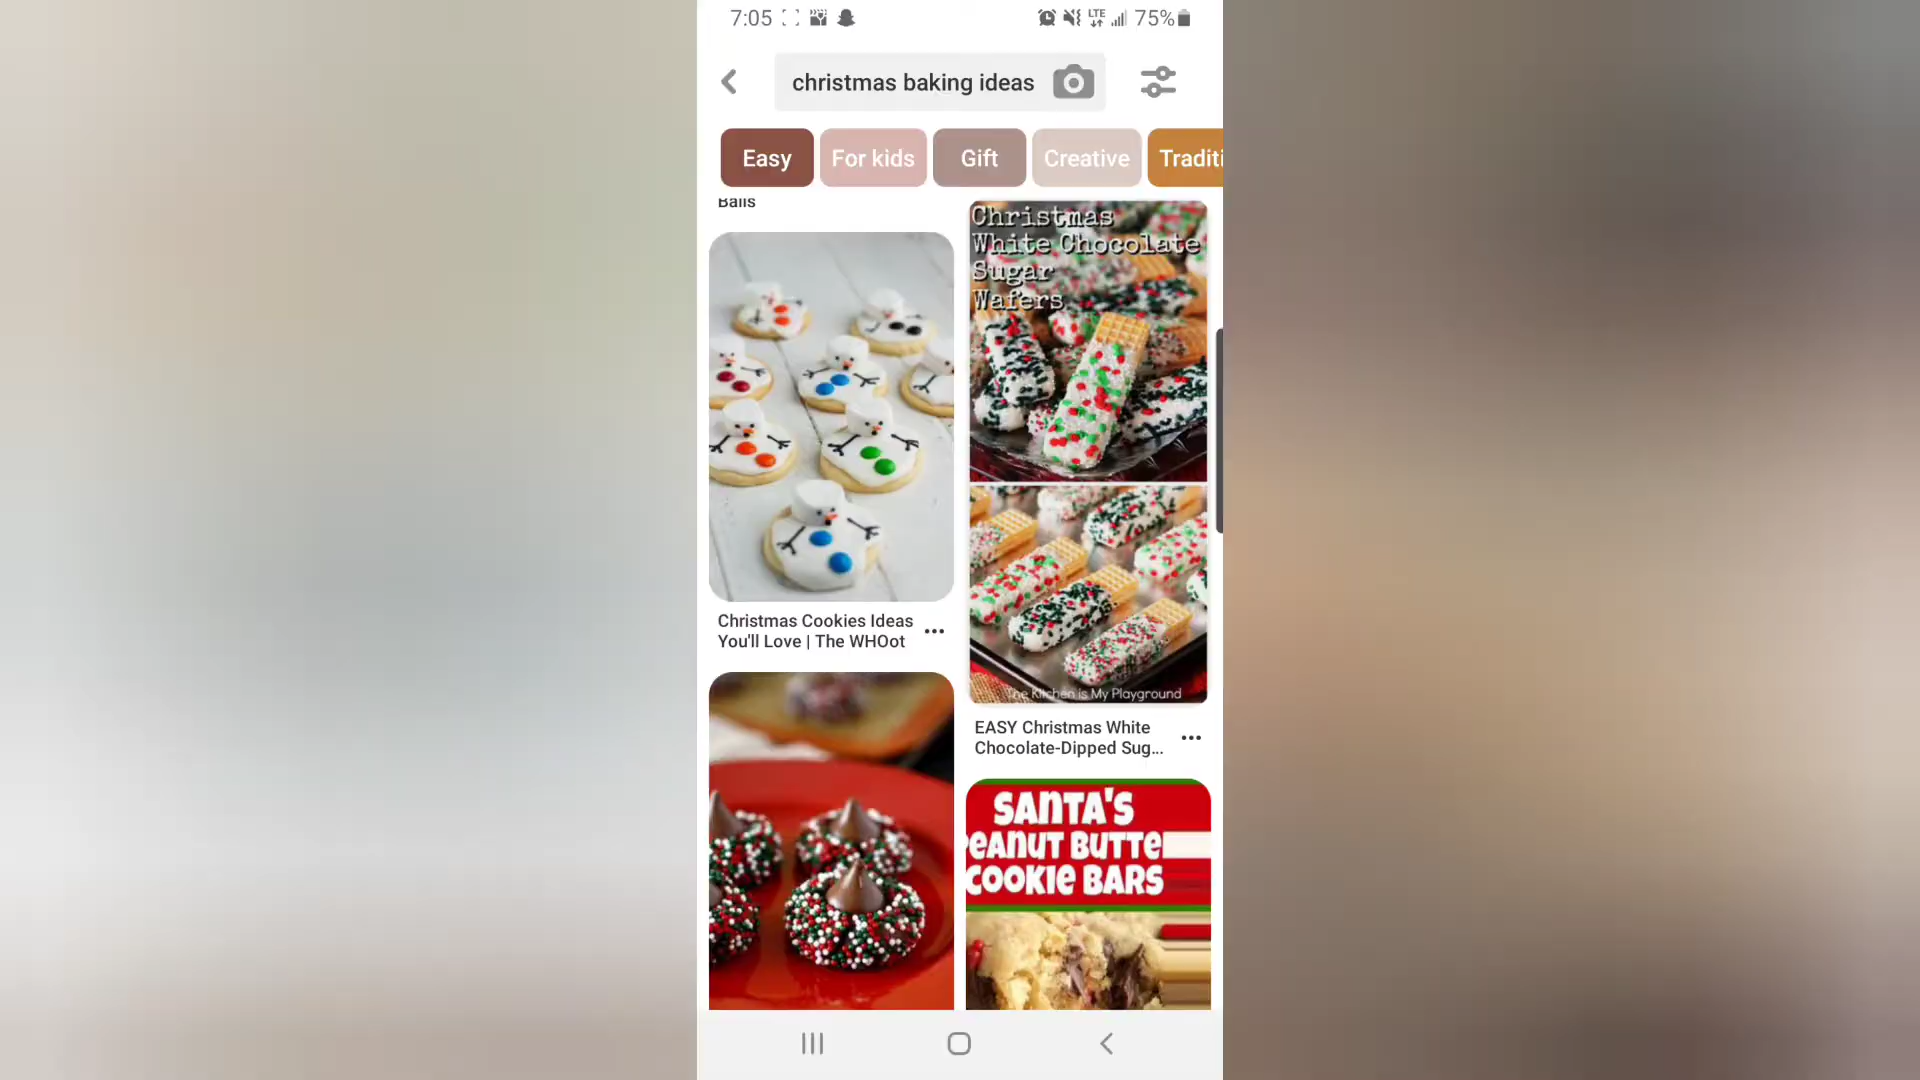 7:05
LTE
75%
christmas baking ideas
Easy
For kids
Gift
Creative
Traditi
Balls
Christmas
White Chocolate
Sugar
Wafers
The Kitchen is My Playground
Christmas Cookies Ideas
You'll Love | The WHOot
EASY Christmas White
Chocolate-Dipped Sug...
SANTA'S
PEANUT BUTTE
COOKIE BARS